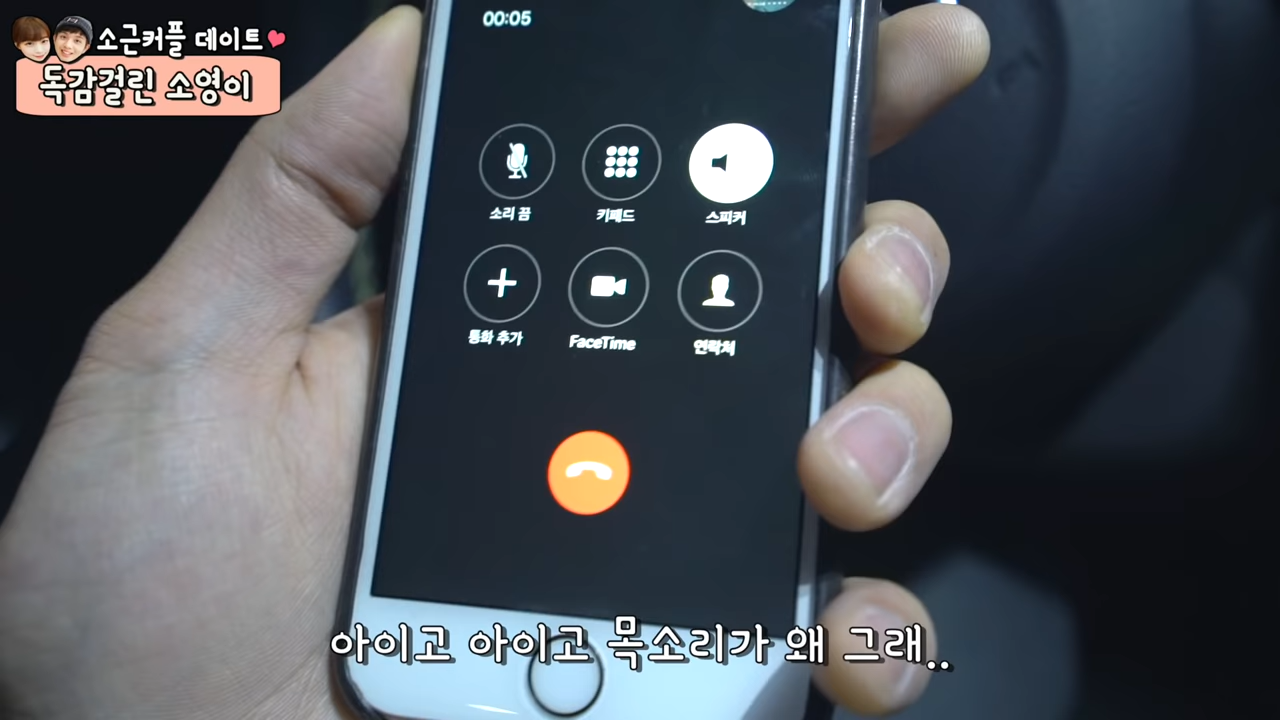 소근커플 데이트
독감걸린 소영이
00:05
소리 끔
키패드
스피커
통화 추가
FaceTime
연락처
아이고 아이고 목소리가 왜 그래..